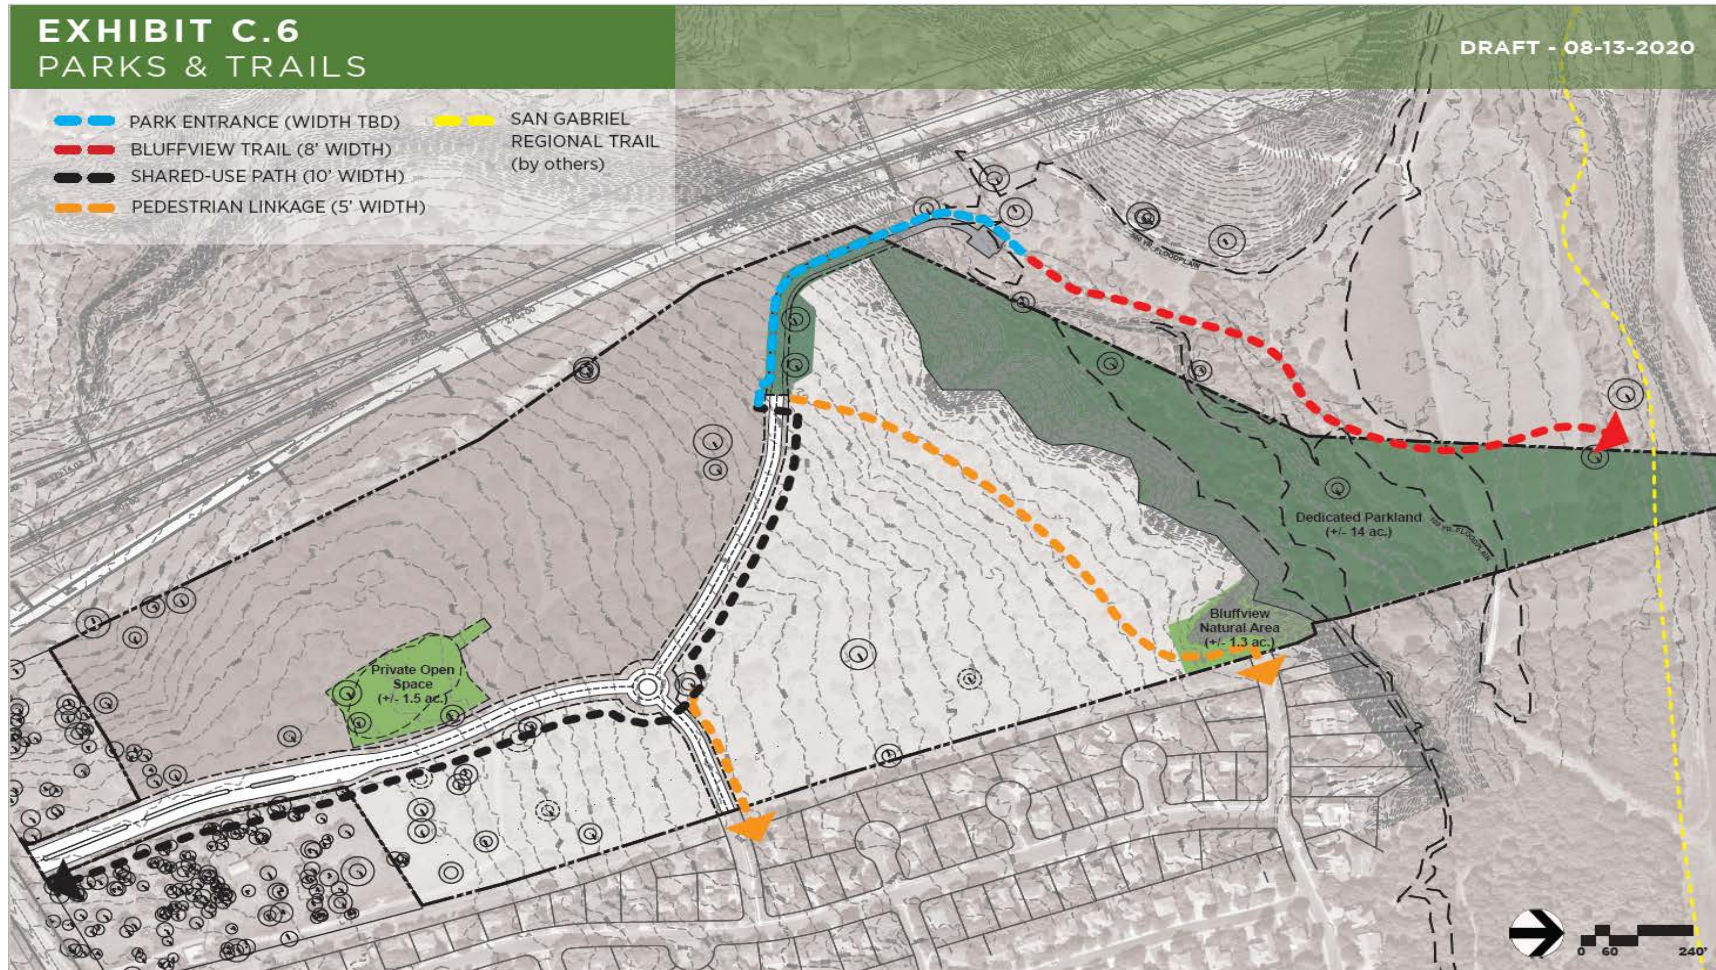 EXHIBIT C.6
PARKS & TRAILS
DRAFT - 08-13-2020
PARK ENTRANCE (WIDTH TBD)
BLUFFVIEW TRAIL (8' WIDTH)
SHARED-USE PATH (10' WIDTH)
PEDESTRIAN LINKAGE (5' WIDTH)
SAN GABRIEL
REGIONAL TRAIL
(by others)
Dedicated Parkland
(+/- 14 ac.)
Bluffview
Natural Area
(+/- 1.3 ac.)
Private Open
Space
(+/- 1.5 ac.)
0 60 240'